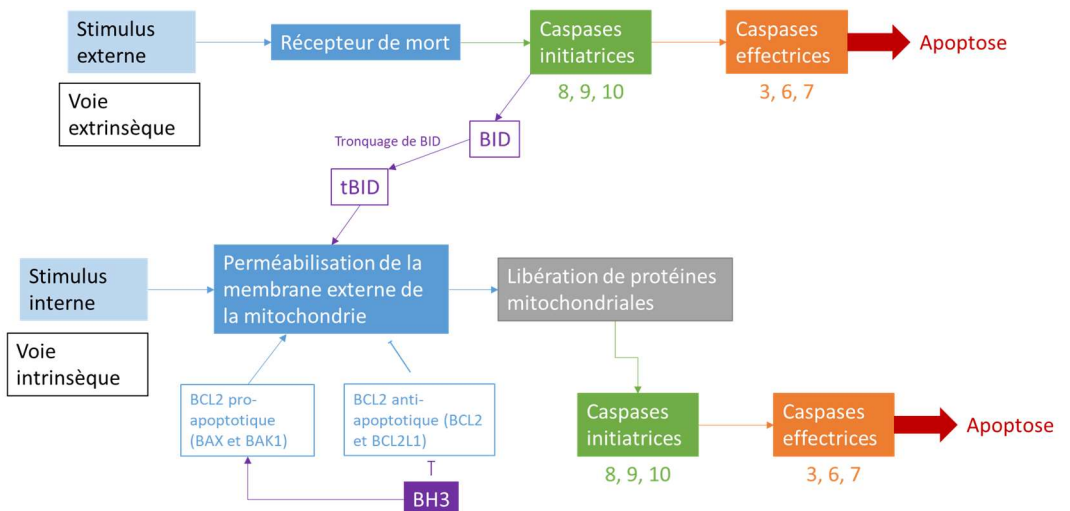 Stimulus
externe
Récepteur de mort
Caspases
initiatrices
Caspases
effectrices
Apoptose
8, 9, 10
3, 6, 7
Voie
extrinsèque
Tronquage de BID
BID
tBID
Stimulus
interne
Perméabilisation de la
membrane externe de
la mitochondrie
Libération de protéines
mitochondriales
Voie
intrinsèque
BCL2 pro-
apoptotique
(BAX et BAK1)
BCL2 anti-
apoptotique (BCL2
et BCL2L1)
Caspases
initiatrices
Caspases
effectrices
Apoptose
8, 9, 10
3, 6, 7
BH3